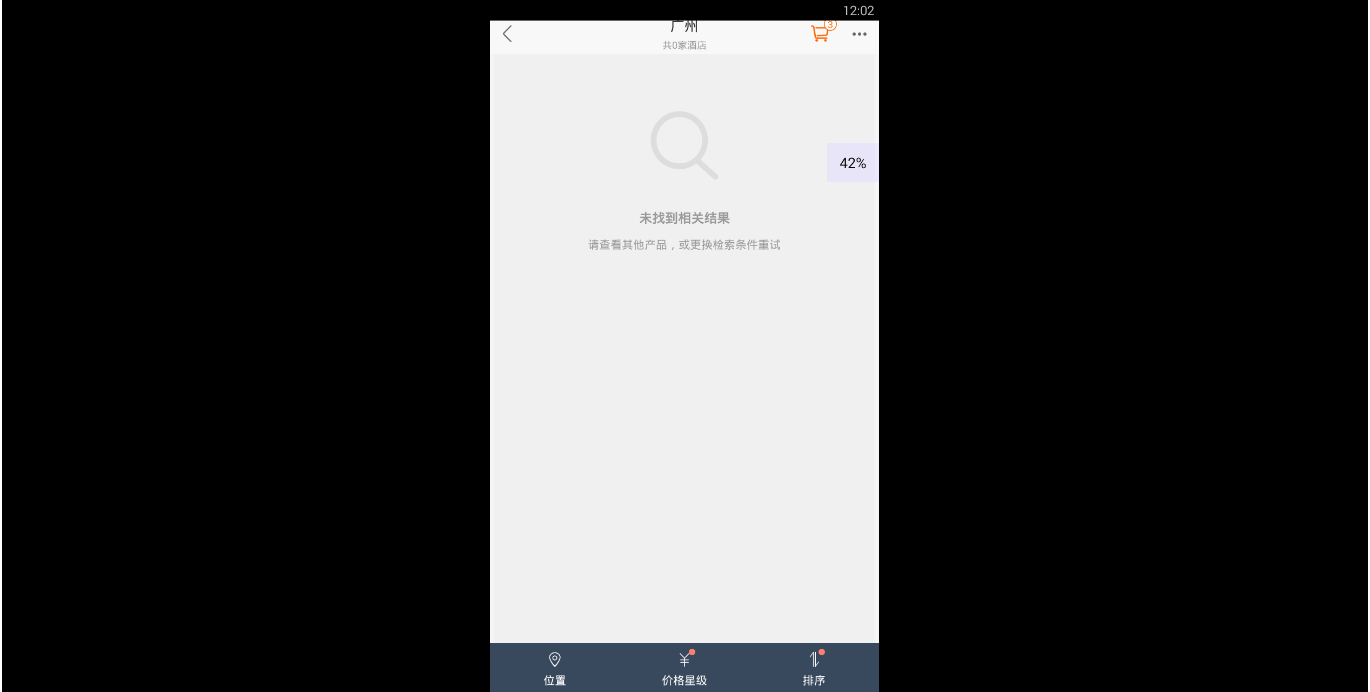 12:02
广州
3
共0家酒店
42%
未找到相关结果
请查看其他产品，或更换检索条件重试
位置
价格星级
排序